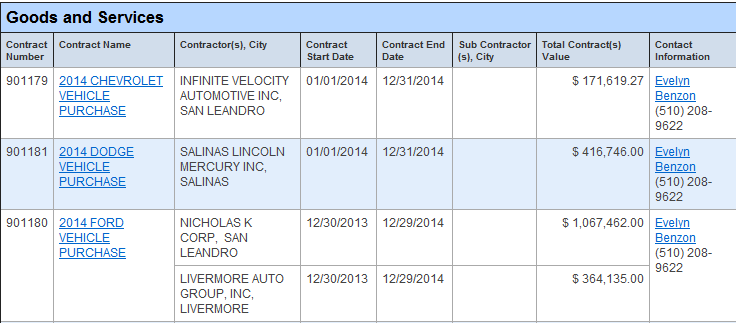 Goods and Services
Contract Number Contract Name Contractor(s), City Contract Start Date Contract End Date Sub Contractor (s), City Total Contract(s) Value Contact Information
901179 2014 CHEVROLET INFINITE VELOCITY 01/01/2014 12/31/2014 $ 171,619.27 Evelyn
VEHICLE AUTOMOTIVE INC, Benzon
PURCHASE SAN LEANDRO (510) 208-
9622
901181 2014 DODGE SALINAS LINCOLN 01/01/2014 12/31/2014 $ 416,746.00 Evelyn
VEHICLE MERCURY INC, Benzon
PURCHASE SALINAS (510) 208-
9622
901180 2014 FORD NICHOLAS K 12/30/2013 12/29/2014 $ 1,067,462.00 Evelyn
VEHICLE CORP, SAN Benzon
PURCHASE LEANDRO (510) 208-
9622
LIVERMORE AUTO 12/30/2013 12/29/2014 $ 364,135.00
GROUP, INC,
LIVERMORE